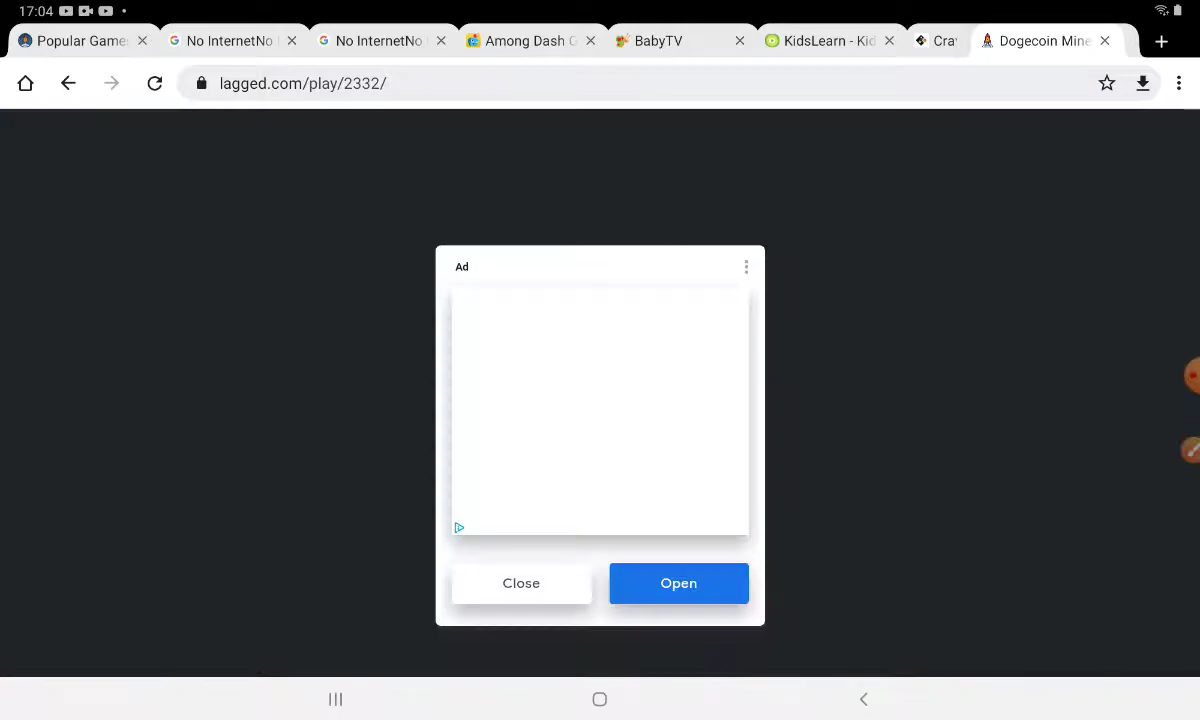 17:04
Popular Game
No InternetNo
No InternetNo
Among Dash G
BabyTV
KidsLearn - Kid
Cra
Dogecoin Mine
lagged.com/play/2332/
Ad
Close
Open